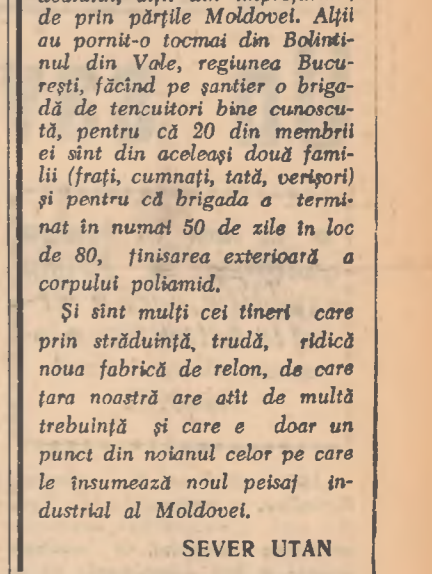 de prin părțile Moldovei. Alții
au pornit-o tocmai din Bolinti-
nul din Vale, regiunea Bucu-
rești, făcînd pe șantier o briga-
dă de tencuitori bine cunoscu-
tă, pentru că 20 din membrii
ei sînt din aceleași două fami-
lii (frați, cumnați, tată, verișori)
și pentru că brigada a termi-
nat în numai 50 de zile în loc
de 80, finisarea exterioară a
corpului poliamid.
Și sînt mulți cei tineri care
prin străduință, trudă, ridică
noua fabrică de relon, de care
țara noastră are atît de multă
trebuință și care e doar un
punct din noianul celor pe care
le însumează noul peisaj in-
dustrial al Moldovei.
SEVER UTAN